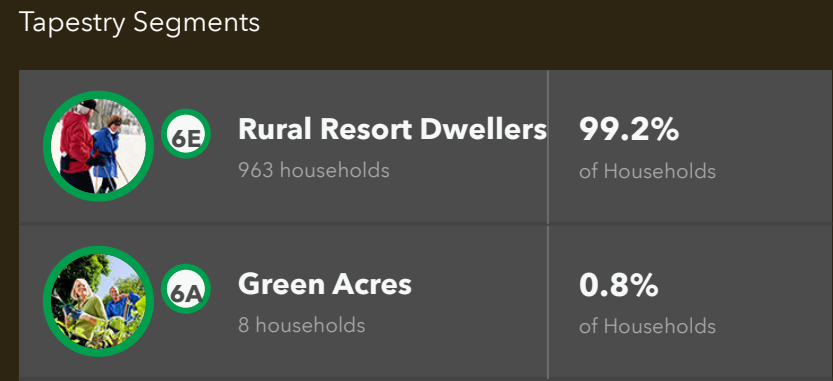 Tapestry Segments
6E
Rural Resort Dwellers
963 households
99.2%
of Households
6A
Green Acres
8 households
0.8%
of Households